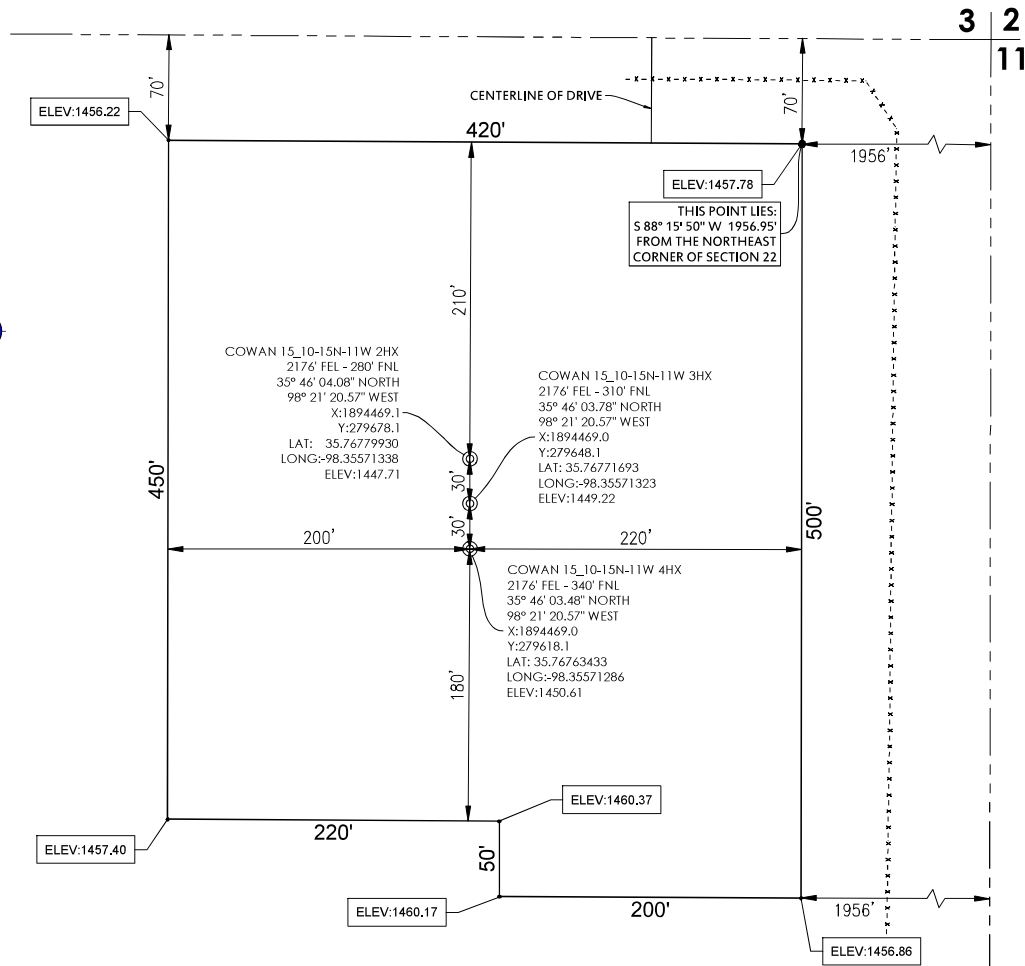 3 2
11
70'
CENTERLINE OF DRIVE
70'
ELEV:1456.22
420'
1956'
ELEV:1457.78
THIS POINT LIES:
S 88° 15' 50" W 1956.95'
FROM THE NORTHEAST
CORNER OF SECTION 22
210'
COWAN 15_10-15N-11W 2HX
2176' FEL - 280' FNL
35° 46' 04.08" NORTH
98° 21' 20.57" WEST
X:1894469.1
Y:279678.1
LAT: 35.76779930
LONG:-98.35571338
ELEV:1447.71
COWAN 15_10-15N-11W 3HX
2176' FEL - 310' FNL
35° 46' 03.78" NORTH
98° 21' 20.57" WEST
X:1894469.0
Y:279648.1
LAT: 35.76771693
LONG:-98.35571323
ELEV:1449.22
450'
30'
30'
500'
200'
220'
COWAN 15_10-15N-11W 4HX
2176' FEL - 340' FNL
35° 46' 03.48" NORTH
98° 21' 20.57" WEST
X:1894469.0
Y:279618.1
LAT: 35.76763433
LONG:-98.35571286
ELEV:1450.61
180'
ELEV:1460.37
220'
ELEV:1457.40
50'
ELEV:1460.17
200'
1956'
ELEV:1456.86